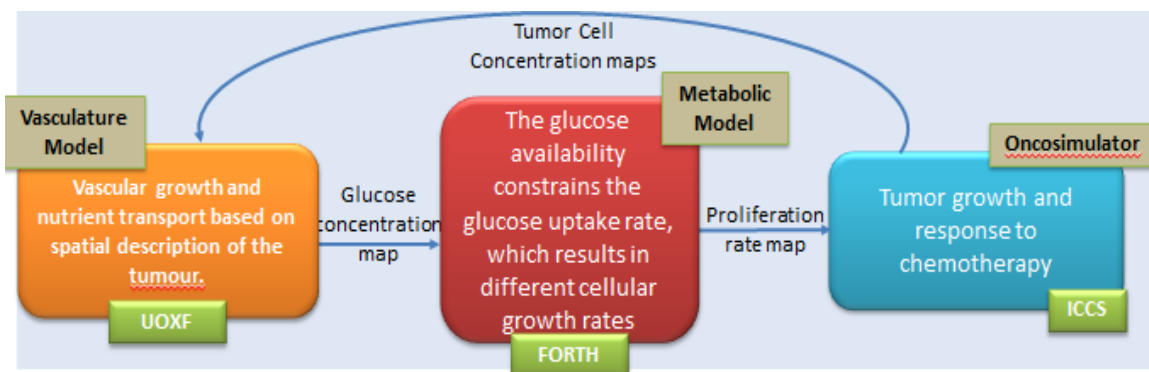 Tumor Cell
Concentration maps
Vasculature
Model
Vascular growth and
nutrient transport based on
spatial description of the
tumour.
UOXF
Glucose
concentration
map
Metabolic
Model
The glucose
availability
constrains the
glucose uptake rate,
which results in
different cellular
growth rates
FORTH
Proliferation
rate map
Oncosimulator
Tumor growth and
response to
chemotherapy
ICCS